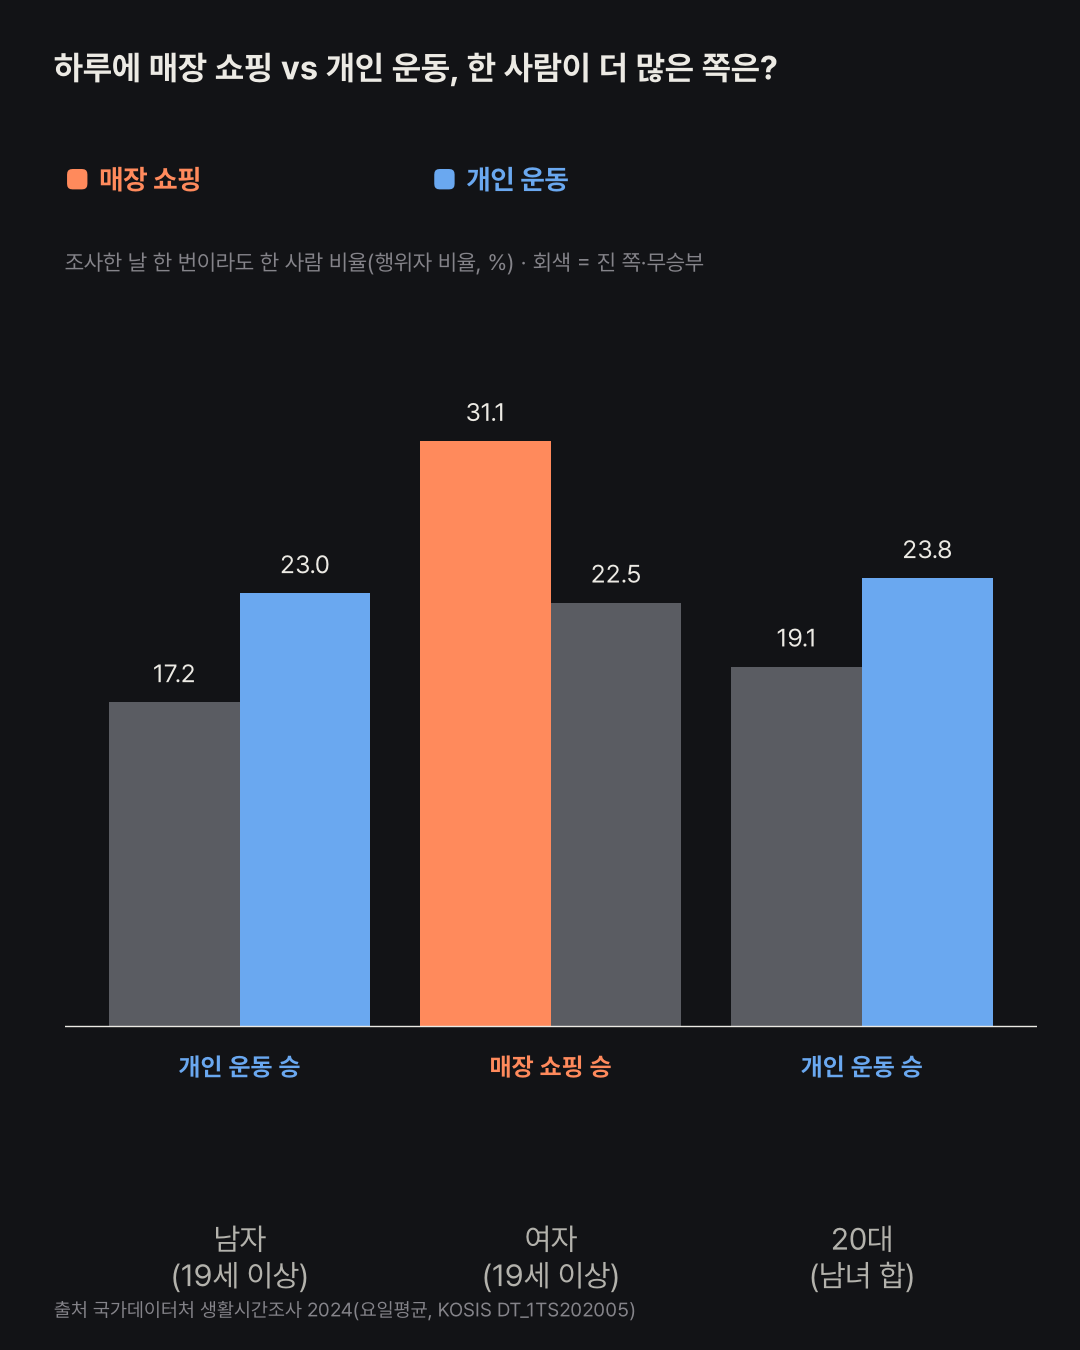 하루에 매장 쇼핑 vs 개인 운동, 한 사람이 더 많은 쪽은?
매장 쇼핑
개인 운동
조사한 날 한 번이라도 한 사람 비율(행위자 비율, %) · 회색 = 진 쪽·무승부
17.2
23.0
31.1
22.5
19.1
23.8
개인 운동 승
매장 쇼핑 승
개인 운동 승
남자
(19세 이상)
여자
(19세 이상)
20대
(남녀 합)
출처 국가데이터처 생활시간조사 2024(요일평균, KOSIS DT_1TS202005)